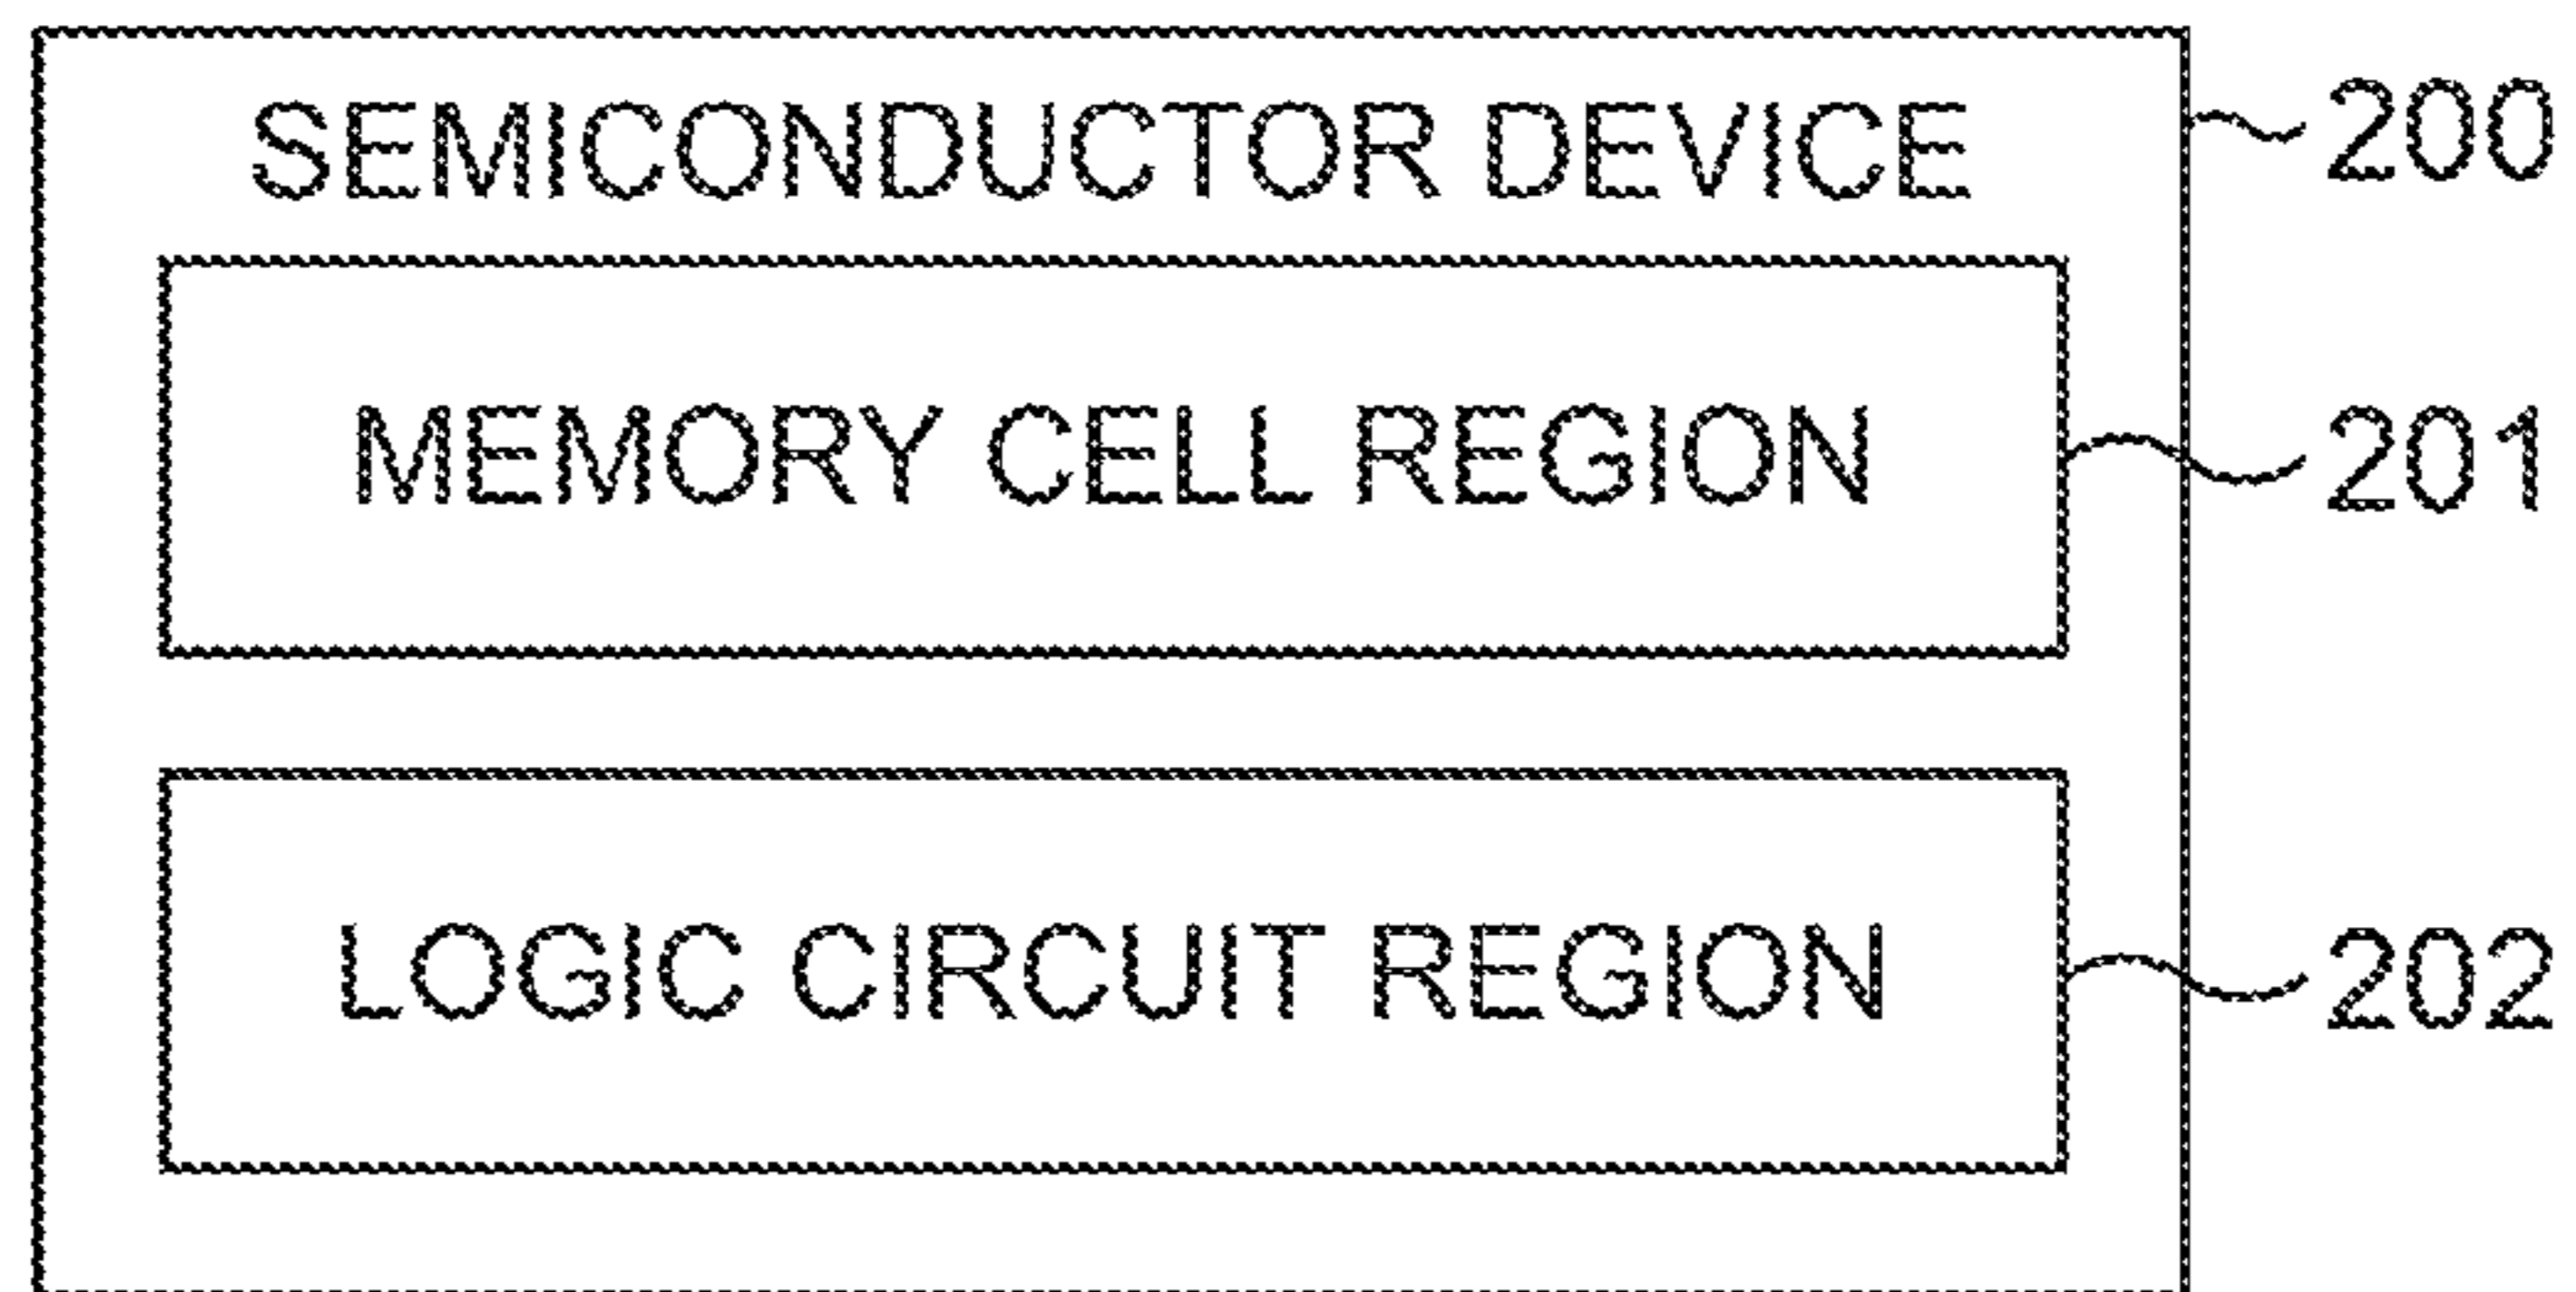 SEMICONDUCTOR DEVICE
200
MEMORY CELL REGION
201
LOGIC CIRCUIT REGION
202